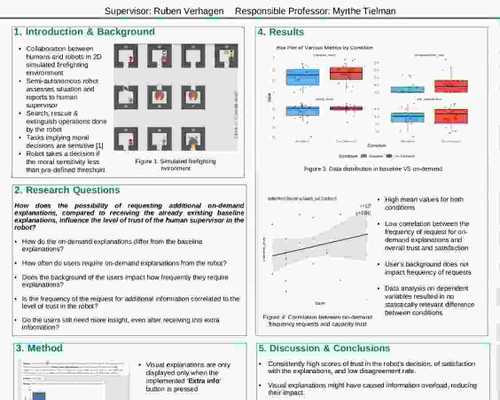 Supervisor: Ruben Verhagen Responsible Professor: Myrthe Tielman
1. Introduction & Background
Collaboration between
humans and robots in 2D
simulated firefighting
environment
Semi-autonomous robot
assesses situation and
reports to human
supervisor
Search, rescue &
extinguish operations done
by the robot
Tasks implying moral
decisions are sensitive [1]
Robot takes a decision if
the moral sensitivity less
than pre-defined threshold
Figure 1. Simulated firefighting
2. Research Questions
How does the possibility of requesting additional on-demand
explanations, compared to receiving the already existing baseline
explanations, influence the level of trust of the human supervisor in the
robot?
How do the on-demand explanations differ from the baseline
explanations?
How often do users require on-demand explanations from the robot?
Does the background of the users impact how frequently they require
explanations?
Is the frequency of the request for additional information correlated to the
level of trust in the robot?
Do the users still need more insight, even after receiving this extra
information?
3. Method
Visual explanations are only
displayed only when the
implemented 'Extra info'
button is pressed
4. Results
Box Plot of Various Metrics by Condition
Condition
Figure 3. Data distribution in baseline VS on-demand
Figure 4. Correlation between on-demand
frequency requests and capacity trust
High mean values for both
conditions
Low correlation between the
frequency of request for on-
demand explanations and
overall trust and satisfaction
User's background does not
impact frequency of requests
Data analysis on dependent
variables resulted in no
statistically relevant difference
between conditions
5. Discussion & Conclusions
Consistently high scores of trust in the robot's decision, of satisfaction
with the explanations, and low disagreement rate.
Visual explanations might have caused information overload, reducing
their impact.